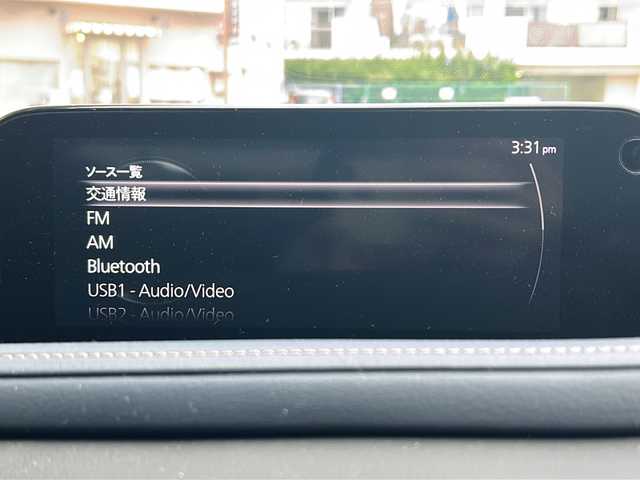 3:31 pm
ソース一覧
交通情報
FM
AM
Bluetooth
USB1 - Audio/Video
USB2 - Audio/Video